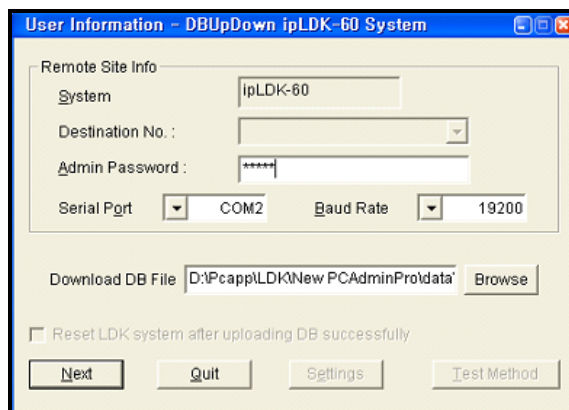 User Information - DBUpDown ipLDK-60 System
Remote Site Info
System ipLDK-60
Destination No. :
Admin Password : *****
Serial Port COM2 Baud Rate 19200
Download DB File D:\Pcapp\LDK\New PCAdminPro\data\ Browse
Reset LDK system after uploading DB successfully
Next Quit Settings Test Method